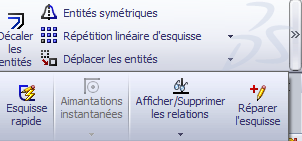 Entités symétriques
Décaler
les
entités
Répétition linéaire d'esquisse
Déplacer les entités
Esquisse
rapide
Aimantations
instantanées
Afficher/Supprimer
les relations
Réparer
l'esquisse